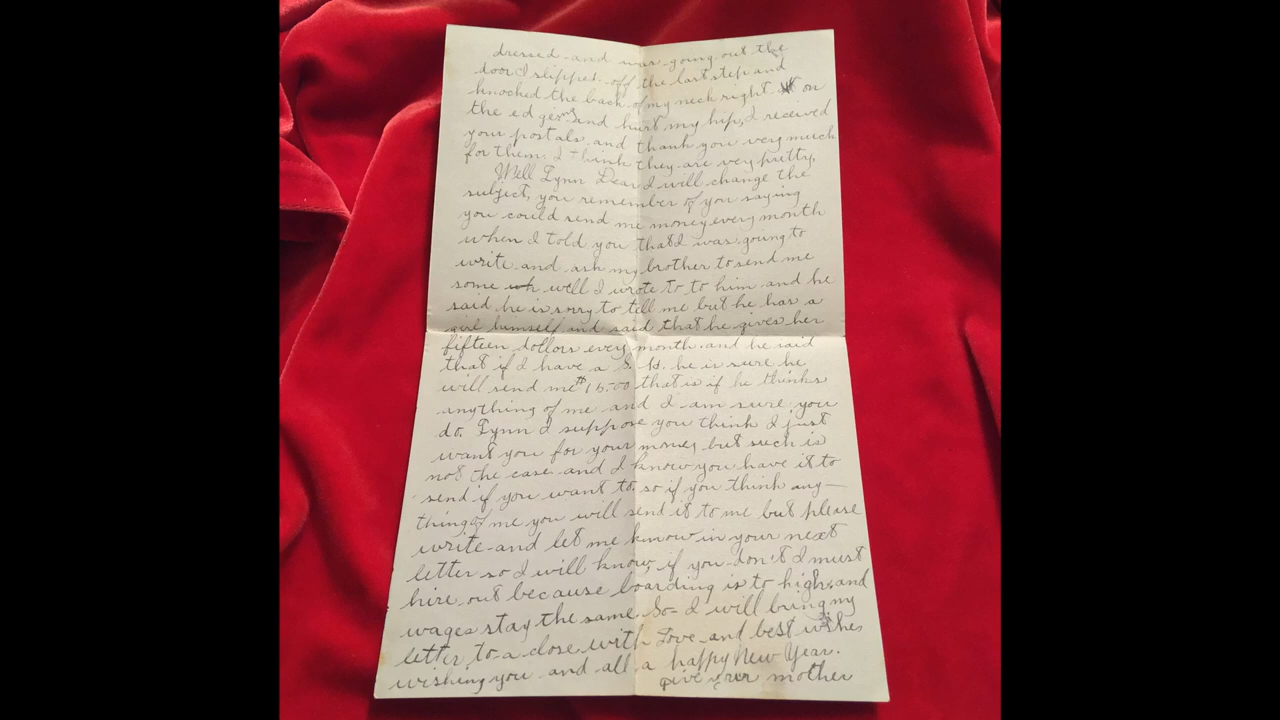 dressed and was going out the
door I slipped off the last step and
knocked the back of my neck right on
the edges and hurt my hip, I received
your postals and thank you very much
for them. I think they are very pretty.
Well Lynn Dear I will change the
subject, you remember of you saying
you could send me money every month
when I told you that I was going to
write and ask my brother to send me
some well I wrote to to him and he
said he is sorry to tell me but he has a
girl himself and said that he gives her
fifteen dollors every month and he said
that if I have a S. H. he is sure he
will send me $15.00 that is if he thinks
anything of me and I am sure you
do. Lynn I suppose you think I just
want you for your money but such is
not the case and I know you have it to
send if you want to so if you think any-
thing of me you will send it to me but please
write and let me know in your next
letter so I will know, if you don't I must
hire out because boarding is to high, and
wages stay the same. So- I will bring my
letter to a close with Love and best wishes
wishing you and all a happy New Year.
give your mother